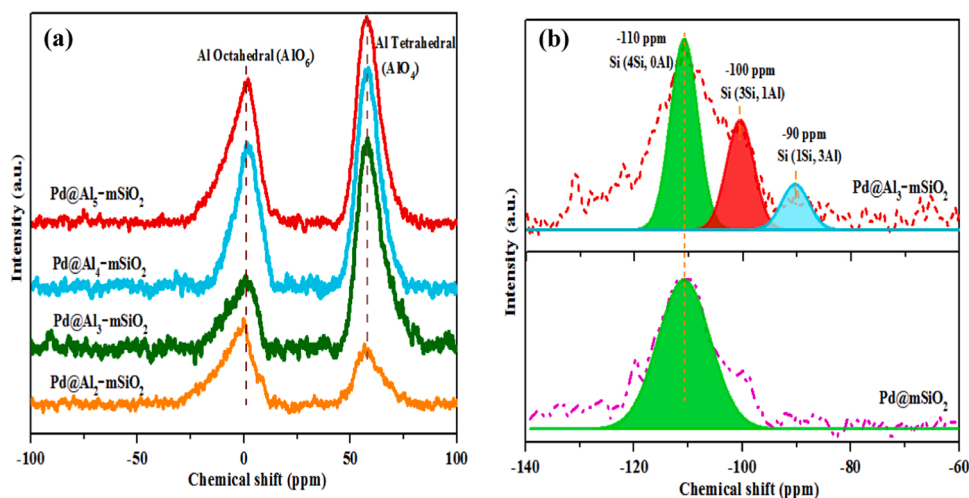 (a)
Al Octahedral (AlO6)
Al Tetrahedral
(AlO4)
Pd@Al5-mSiO2
Pd@Al4-mSiO2
Pd@Al3-mSiO2
Pd@Al2-mSiO2
Intensity (a.u.)
-100 -50 0 50 100
Chemical shift (ppm)
(b)
-110 ppm
Si (4Si, 0Al)
-100 ppm
Si (3Si, 1Al)
-90 ppm
Si (1Si, 3Al)
Pd@Al3-mSiO2
Pd@mSiO2
Intensity (a.u.)
-140 -120 -100 -80 -60
Chemical shift (ppm)